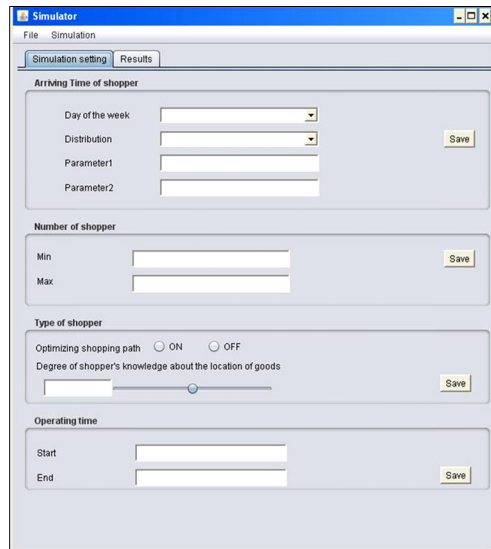 Simulator
File Simulation
Simulation setting Results
Arriving Time of shopper
Day of the week
Distribution Save
Parameter1
Parameter2
Number of shopper
Min Save
Max
Type of shopper
Optimizing shopping path ON OFF
Degree of shopper's knowledge about the location of goods
Save
Operating time
Start
End Save